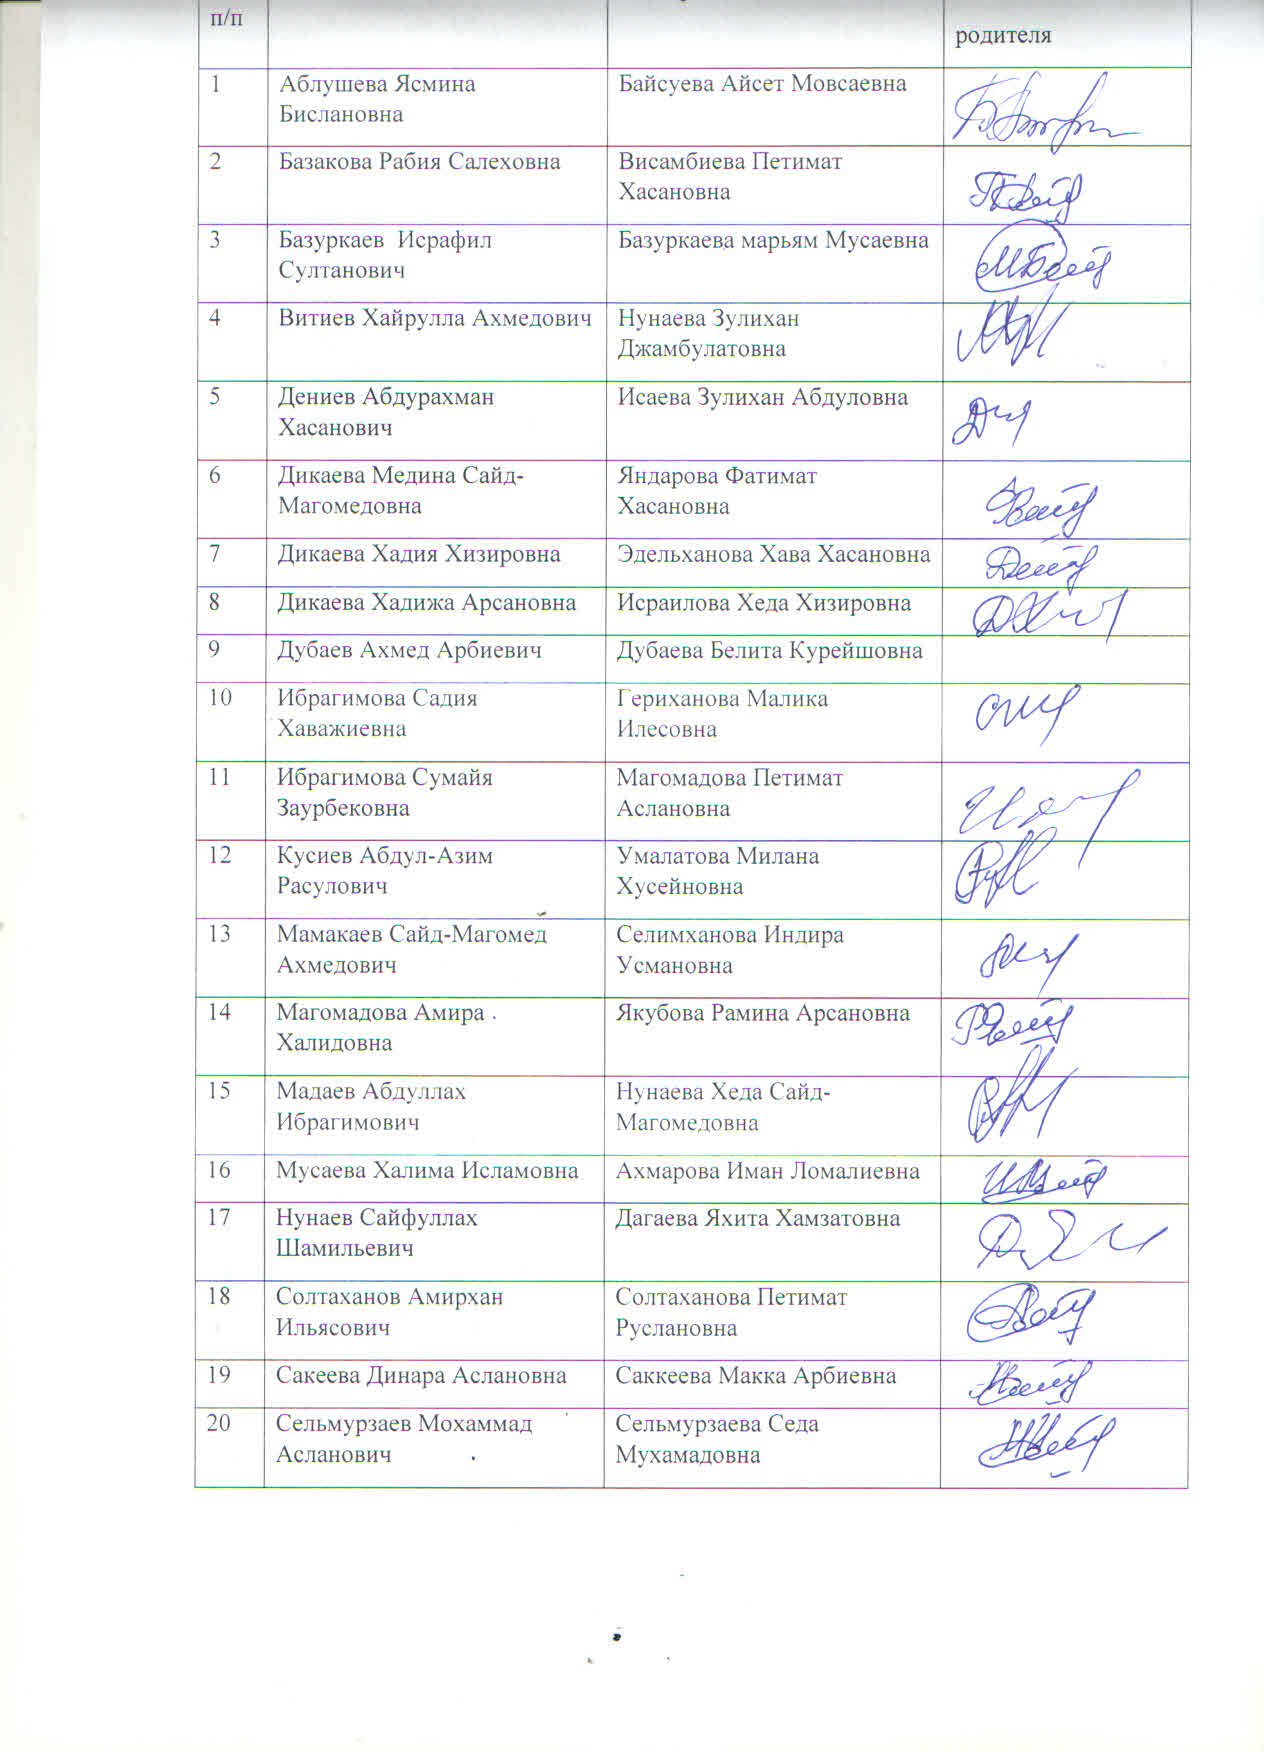 п/п
родителя
1 Аблушева Ясмина Байсуева Айсет Мовсаевна
Бислановна
2 Базакова Рабия Салеховна Висамбиева Петимат
Хасановна
3 Базуркаев Исрафил Базуркаева марьям Мусаевна
Султанович
4 Витиев Хайрулла Ахмедович Нунаева Зулихан
Джамбулатовна
5 Дениев Абдурахман Исаева Зулихан Абдуловна
Хасанович
6 Дикаева Медина Сайд- Яндарова Фатимат
Магомедовна Хасановна
7 Дикаева Хадия Хизировна Эдельханова Хава Хасановна
8 Дикаева Хадижа Арсановна Исраилова Хеда Хизировна
9 Дубаев Ахмед Арбиевич Дубаева Белита Курейшовна
10 Ибрагимова Садия Гериханова Малика
Хаважиевна Илесовна
11 Ибрагимова Сумайя Магомадова Петимат
Заурбековна Аслановна
12 Кусиев Абдул-Азим Умалатова Милана
Расулович Хусейновна
13 Мамакаев Сайд-Магомед Селимханова Индира
Ахмедович Усмановна
14 Магомадова Амира Якубова Рамина Арсановна
Халидовна
15 Мадаев Абдуллах Нунаева Хеда Сайд-
Ибрагимович Магомедовна
16 Мусаева Халима Исламовна Ахмарова Иман Ломалиевна
17 Нунаев Сайфуллах Дагаева Яхита Хамзатовна
Шамильевич
18 Солтаханов Амирхан Солтаханова Петимат
Ильясович Руслановна
19 Сакеева Динара Аслановна Саккеева Макка Арбиевна
20 Сельмурзаев Мохаммад Сельмурзаева Седа
Асланович Мухамадовна